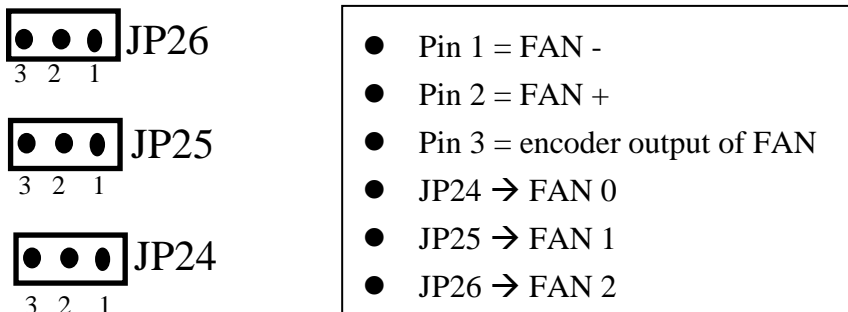 JP26
3 2 1
JP25
3 2 1
JP24
3 2 1
● Pin 1 = FAN -
● Pin 2 = FAN +
● Pin 3 = encoder output of FAN
● JP24 → FAN 0
● JP25 → FAN 1
● JP26 → FAN 2